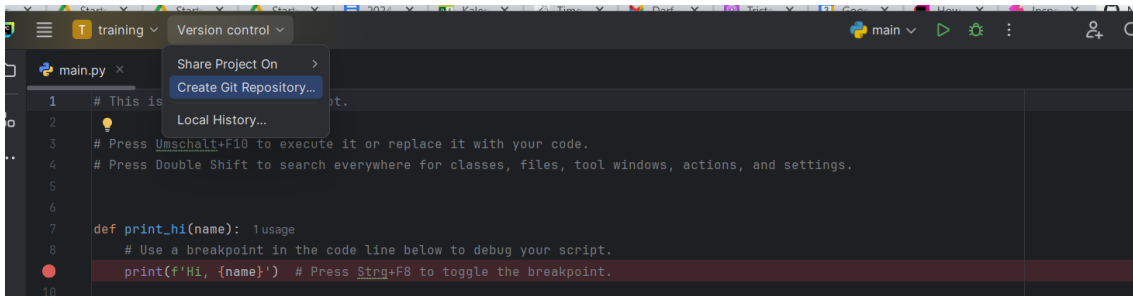 T training Version control main
main.py
Share Project On
Create Git Repository...
Local History...
1 # This is pt.
2
3 # Press Umschalt+F10 to execute it or replace it with your code.
4 # Press Double Shift to search everywhere for classes, files, tool windows, actions, and settings.
5
6
7 def print_hi(name): 1 usage
8 # Use a breakpoint in the code line below to debug your script.
print(f'Hi, {name}') # Press Strg+F8 to toggle the breakpoint.
10